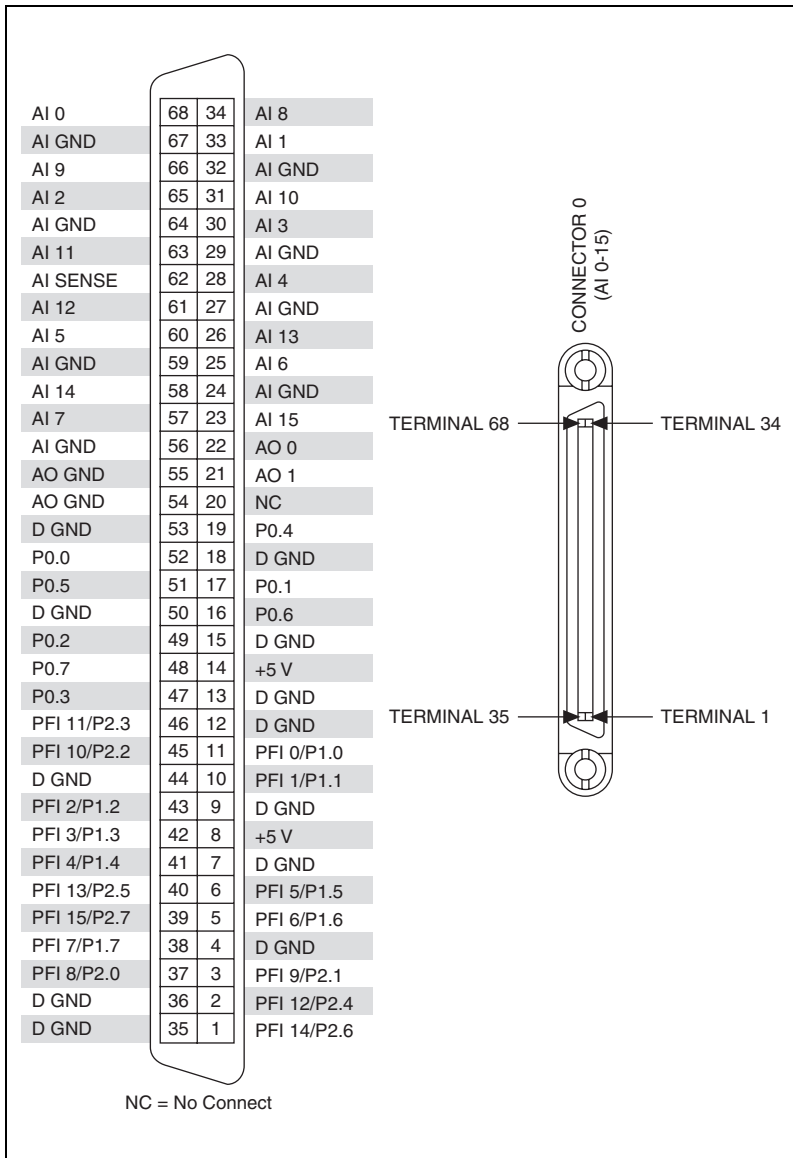 AI 0 68 34 AI 8
AI GND 67 33 AI 1
AI 9 66 32 AI GND
AI 2 65 31 AI 10
AI GND 64 30 AI 3
AI 11 63 29 AI GND
AI SENSE 62 28 AI 4
AI 12 61 27 AI GND
AI 5 60 26 AI 13
AI GND 59 25 AI 6
AI 14 58 24 AI GND
AI 7 57 23 AI 15
AI GND 56 22 AO 0
AO GND 55 21 AO 1
AO GND 54 20 NC
D GND 53 19 P0.4
P0.0 52 18 D GND
P0.5 51 17 P0.1
D GND 50 16 P0.6
P0.2 49 15 D GND
P0.7 48 14 +5 V
P0.3 47 13 D GND
PFI 11/P2.3 46 12 D GND
PFI 10/P2.2 45 11 PFI 0/P1.0
D GND 44 10 PFI 1/P1.1
PFI 2/P1.2 43 9 D GND
PFI 3/P1.3 42 8 +5 V
PFI 4/P1.4 41 7 D GND
PFI 13/P2.5 40 6 PFI 5/P1.5
PFI 15/P2.7 39 5 PFI 6/P1.6
PFI 7/P1.7 38 4 D GND
PFI 8/P2.0 37 3 PFI 9/P2.1
D GND 36 2 PFI 12/P2.4
D GND 35 1 PFI 14/P2.6
NC = No Connect
CONNECTOR 0
(AI 0-15)
TERMINAL 68
TERMINAL 34
TERMINAL 35
TERMINAL 1